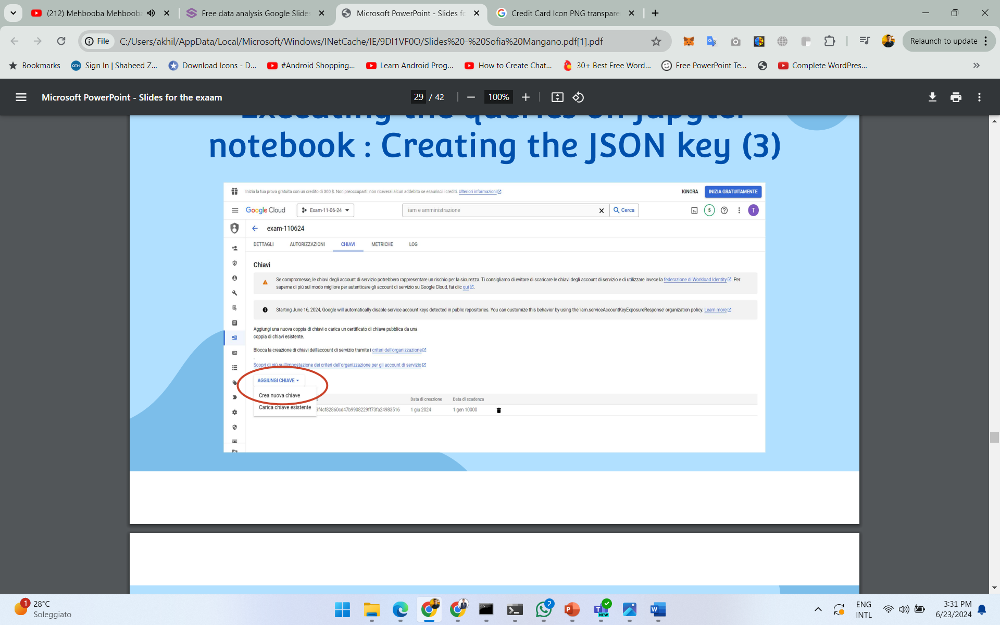 (212) Mehbooba Mehbooba
Free data analysis Google Slides
Microsoft PowerPoint - Slides fo
Credit Card Icon PNG transpare
File
C:/Users/akhil/AppData/Local/Microsoft/Windows/INetCache/IE/9DI1VF0O/Slides%20-%20Sofia%20Mangano.pdf[1].pdf
Relaunch to update
Bookmarks
OTH
Sign In | Shaheed Z...
Download Icons - D...
#Android Shopping...
Learn Android Prog...
How to Create Chat...
30+ Best Free Word...
Free PowerPoint Te...
Complete WordPres...
Microsoft PowerPoint - Slides for the exaam
29 / 42
100%
Executing the queries on Jupyter
notebook : Creating the JSON key (3)
Inizia la tua prova gratuita con un credito di 300 $. Non preoccuparti: non riceverai alcun addebito se esaurisci i crediti. Ulteriori informazioni
IGNORA
INIZIA GRATUITAMENTE
Google Cloud
Exam-11-06-24
iam e amministrazione
Cerca
5
T
exam-110624
DETTAGLI
AUTORIZZAZIONI
CHIAVI
METRICHE
LOG
Chiavi
Se compromesse, le chiavi degli account di servizio potrebbero rappresentare un rischio per la sicurezza. Ti consigliamo di evitare di scaricare le chiavi degli account di servizio e di utilizzare invece la federazione di Workload Identity. Per
saperne di più sul modo migliore per autenticare gli account di servizio su Google Cloud, fai clic qui.
Starting June 16, 2024, Google will automatically disable service account keys detected in public repositories. You can customize this behavior by using the 'iam.serviceAccountKeyExposureResponse' organization policy. Learn more
Aggiungi una nuova coppia di chiavi o carica un certificato di chiave pubblica da una
coppia di chiavi esistente.
Blocca la creazione di chiavi dell'account di servizio tramite i criteri dell'organizzazione
.
Scopri di più sull'impostazione dei criteri dell'organizzazione per gli account di servizio
AGGIUNGI CHIAVE
Crea nuova chiave
Carica chiave esistente
Data di creazione
Data di scadenza
9f4cf82860cd47b9908229ff73fa24983516
1 giu 2024
1 gen 10000
1
28°C
Soleggiato
2
NEW
ENG
INTL
3:31 PM
6/23/2024